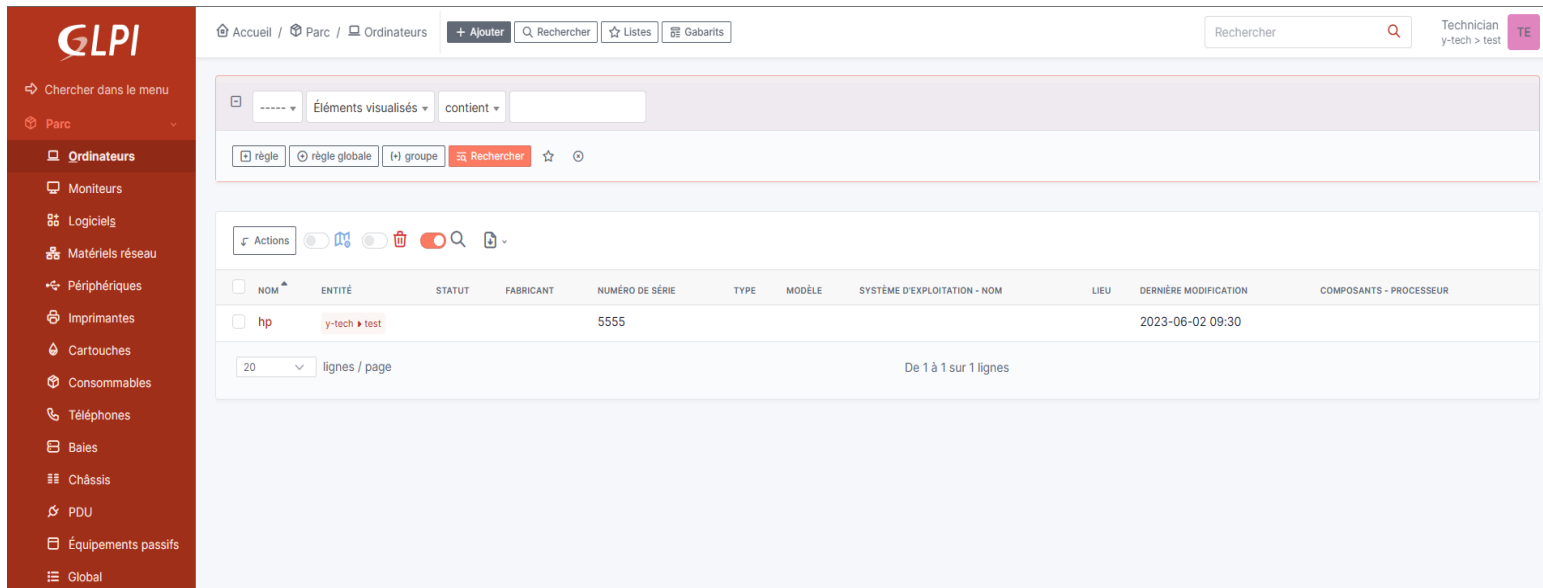 GLPI
Chercher dans le menu
Parc
Ordinateurs
Moniteurs
Logiciels
Matériels réseau
Périphériques
Imprimantes
Cartouches
Consommables
Téléphones
Baies
Châssis
PDU
Équipements passifs
Global
Accueil / Parc / Ordinateurs + Ajouter Rechercher Listes Gabarits
Rechercher
Technician
y-tech > test
TE
----- Éléments visualisés contient
règle règle globale (+) groupe Rechercher
Actions
NOM ENTITÉ STATUT FABRICANT NUMÉRO DE SÉRIE TYPE MODÈLE SYSTÈME D'EXPLOITATION - NOM LIEU DERNIÈRE MODIFICATION COMPOSANTS - PROCESSEUR
hp y-tech test 5555 2023-06-02 09:30
20 lignes / page De 1 à 1 sur 1 lignes